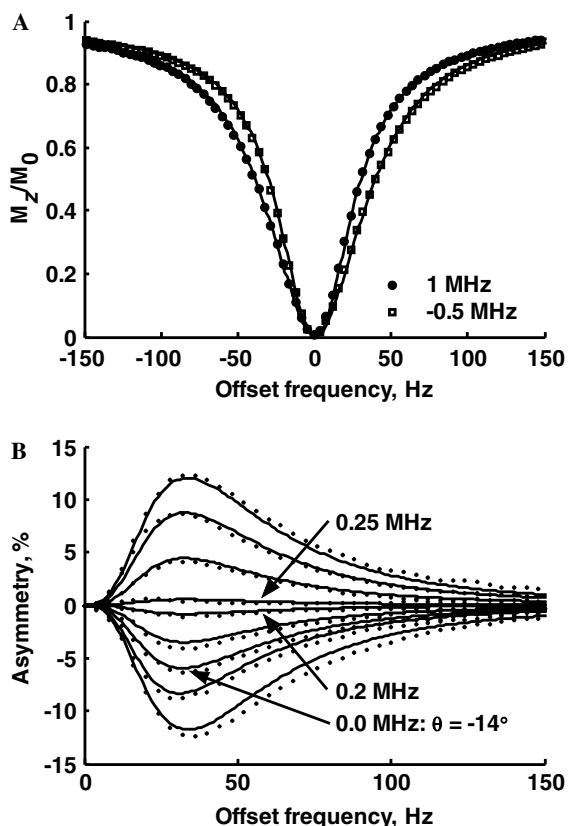 A
1
0.8
0.6
0.4
0.2
0
M_z/M_0
1 MHz
-0.5 MHz
-150 -100 -50 0 50 100 150
Offset frequency, Hz
B
15
10
5
0
-5
-10
-15
Asymmetry, %
0.25 MHz
0.2 MHz
0.0 MHz: θ = -14°
0 50 100 150
Offset frequency, Hz